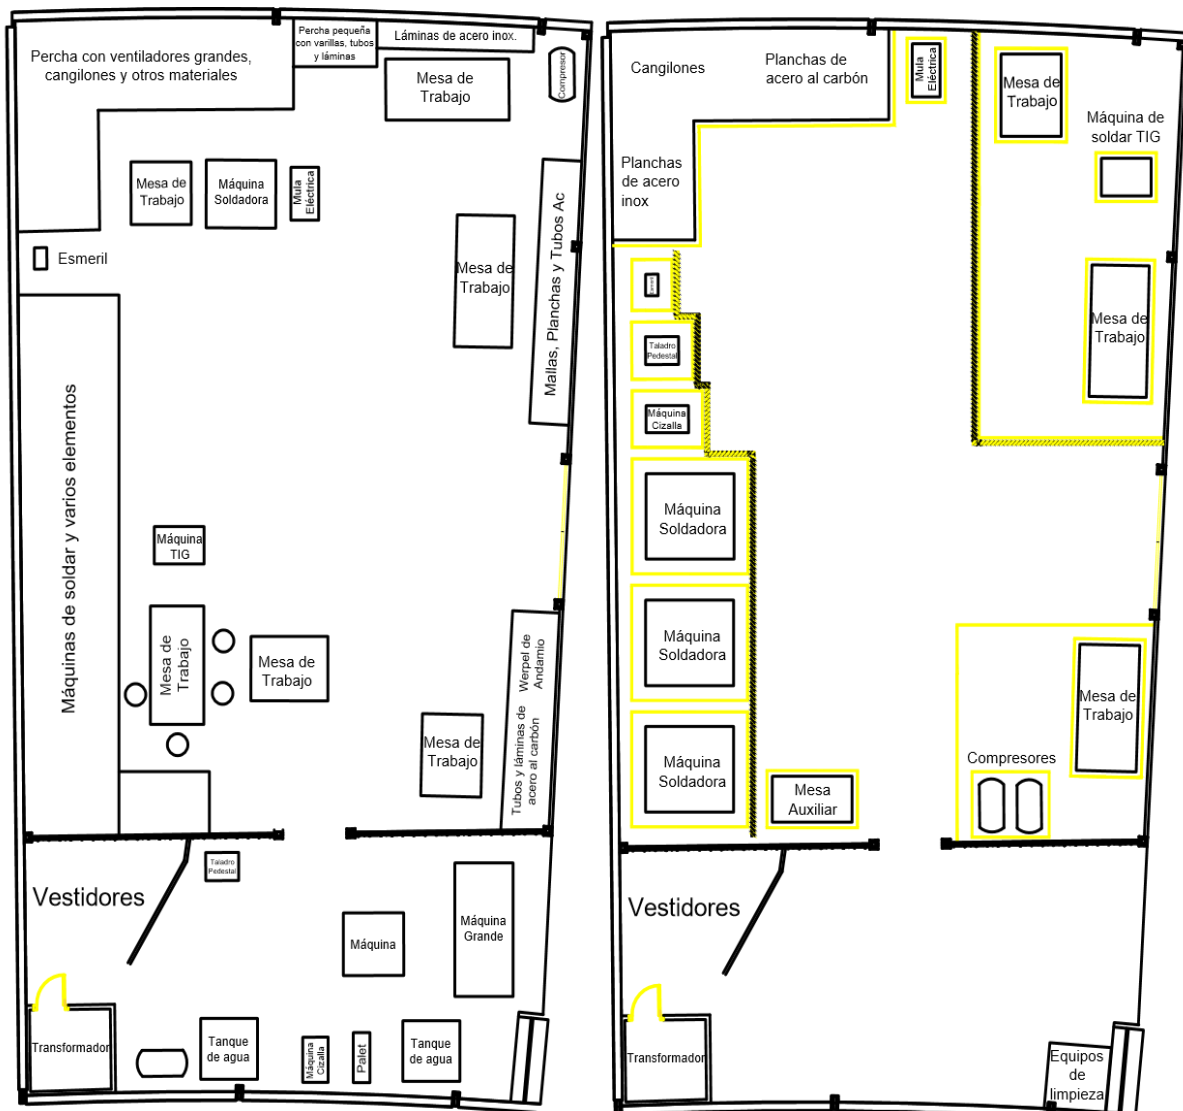 Percha con ventiladores grandes,
cangilones y otros materiales
Percha pequeña
con varillas, tubos
y láminas
Láminas de acero inox.
Mesa de
Trabajo
Compresor
Mesa de
Trabajo
Máquina
Soldadora
Mula
Eléctrica
Mesa de
Trabajo
Mallas, Planchas y Tubos Ac
Esmeril
Máquinas de soldar y varios elementos
Máquina
TIG
Mesa de
Trabajo
Mesa de
Trabajo
Mesa de
Trabajo
Werpel de
Andamio
Tubos y láminas de
acero al carbón
Taladro
Pedestal
Vestidores
Máquina
Máquina
Grande
Transformador
Tanque
de agua
Máquina
Cizalla
Palet
Tanque
de agua
Cangilones
Planchas de
acero al carbón
Mula
Eléctrica
Mesa de
Trabajo
Máquina de
soldar TIG
Planchas
de acero
inox
Mesa de
Trabajo
Taladro
Pedestal
Máquina
Cizalla
Máquina
Soldadora
Máquina
Soldadora
Máquina
Soldadora
Mesa de
Trabajo
Compresores
Mesa
Auxiliar
Vestidores
Transformador
Equipos
de
limpieza